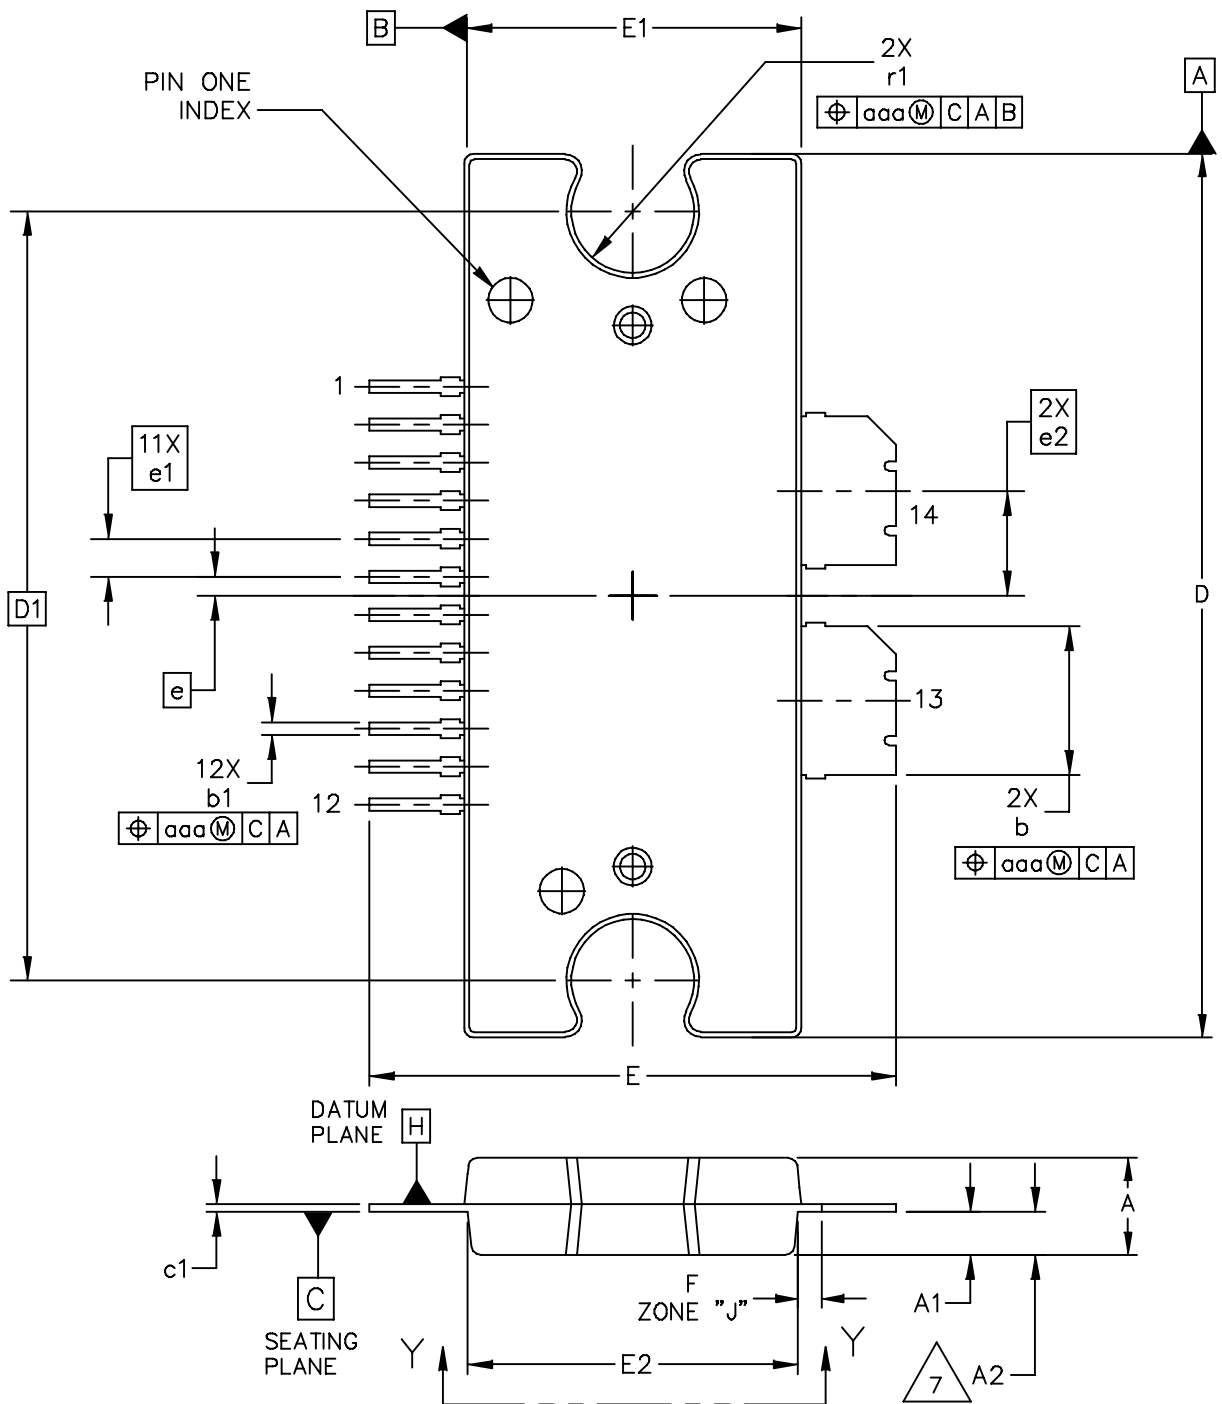 B
E1
2X
r1
⌖ aaa Ⓜ C A B
A
PIN ONE
INDEX
1
11X
e1
2X
e2
14
D1
D
e
13
12X
b1
⌖ aaa Ⓜ C A
12
2X
b
⌖ aaa Ⓜ C A
E
DATUM
PLANE
H
A
c1
C
SEATING
PLANE
F
ZONE "J"
A1
Y
Y
E2
7
A2